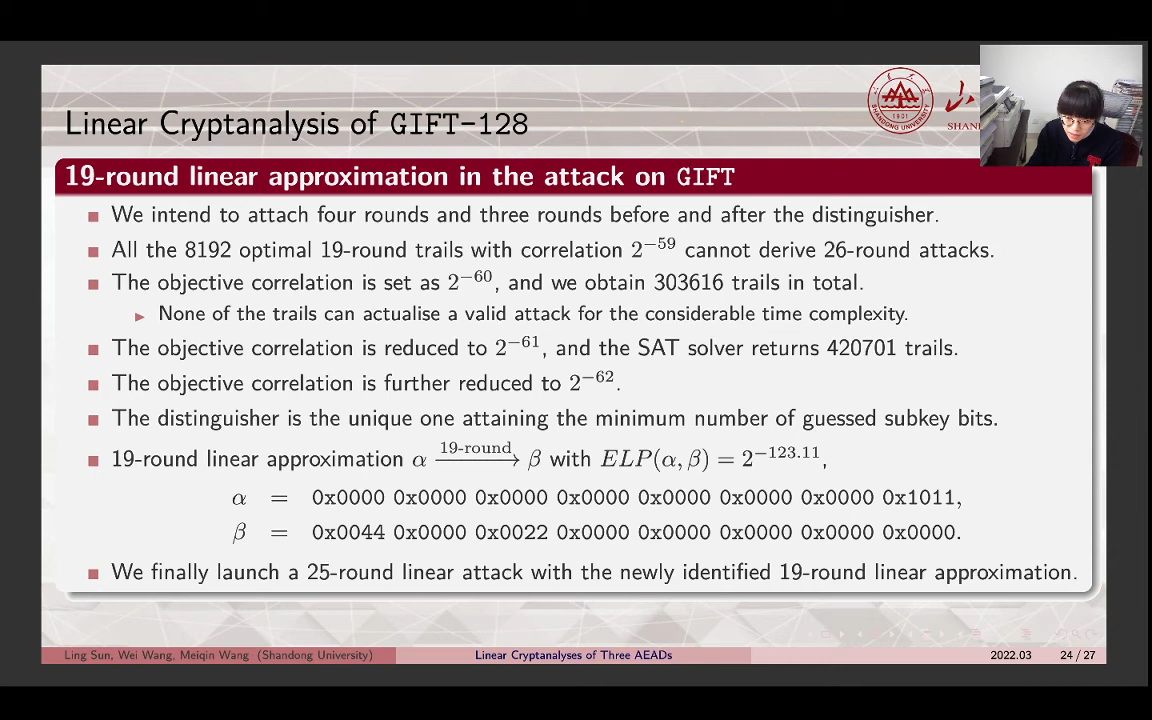 Linear Cryptanalysis of GIFT-128
SHANDONG UNIVERSITY
1901
山
SHAN
19-round linear approximation in the attack on GIFT
We intend to attach four rounds and three rounds before and after the distinguisher.
All the 8192 optimal 19-round trails with correlation 2⁻⁵⁹ cannot derive 26-round attacks.
The objective correlation is set as 2⁻⁶⁰, and we obtain 303616 trails in total.
None of the trails can actualise a valid attack for the considerable time complexity.
The objective correlation is reduced to 2⁻⁶¹, and the SAT solver returns 420701 trails.
The objective correlation is further reduced to 2⁻⁶².
The distinguisher is the unique one attaining the minimum number of guessed subkey bits.
19-round linear approximation α 19-round→ β with ELP(α, β) = 2^−123.11,
α = 0x0000 0x0000 0x0000 0x0000 0x0000 0x0000 0x0000 0x1011,
β = 0x0044 0x0000 0x0022 0x0000 0x0000 0x0000 0x0000 0x0000.
We finally launch a 25-round linear attack with the newly identified 19-round linear approximation.
Ling Sun, Wei Wang, Meiqin Wang (Shandong University) Linear Cryptanalyses of Three AEADs 2022.03 24 / 27